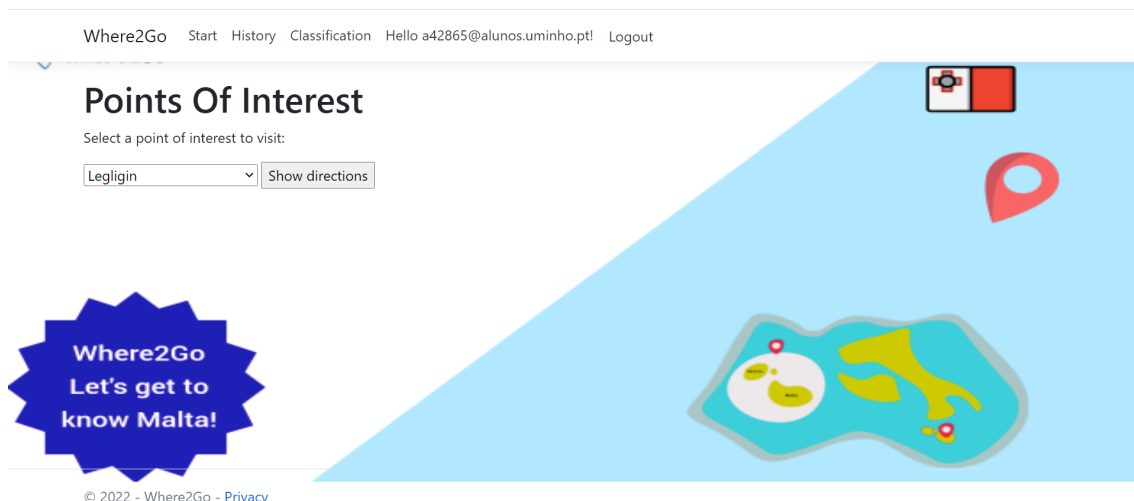 Where2Go Start History Classification Hello a42865@alunos.uminho.pt! Logout
Points Of Interest
Select a point of interest to visit:
Legligin Show directions
Where2Go
Let's get to
know Malta!
© 2022 - Where2Go - Privacy